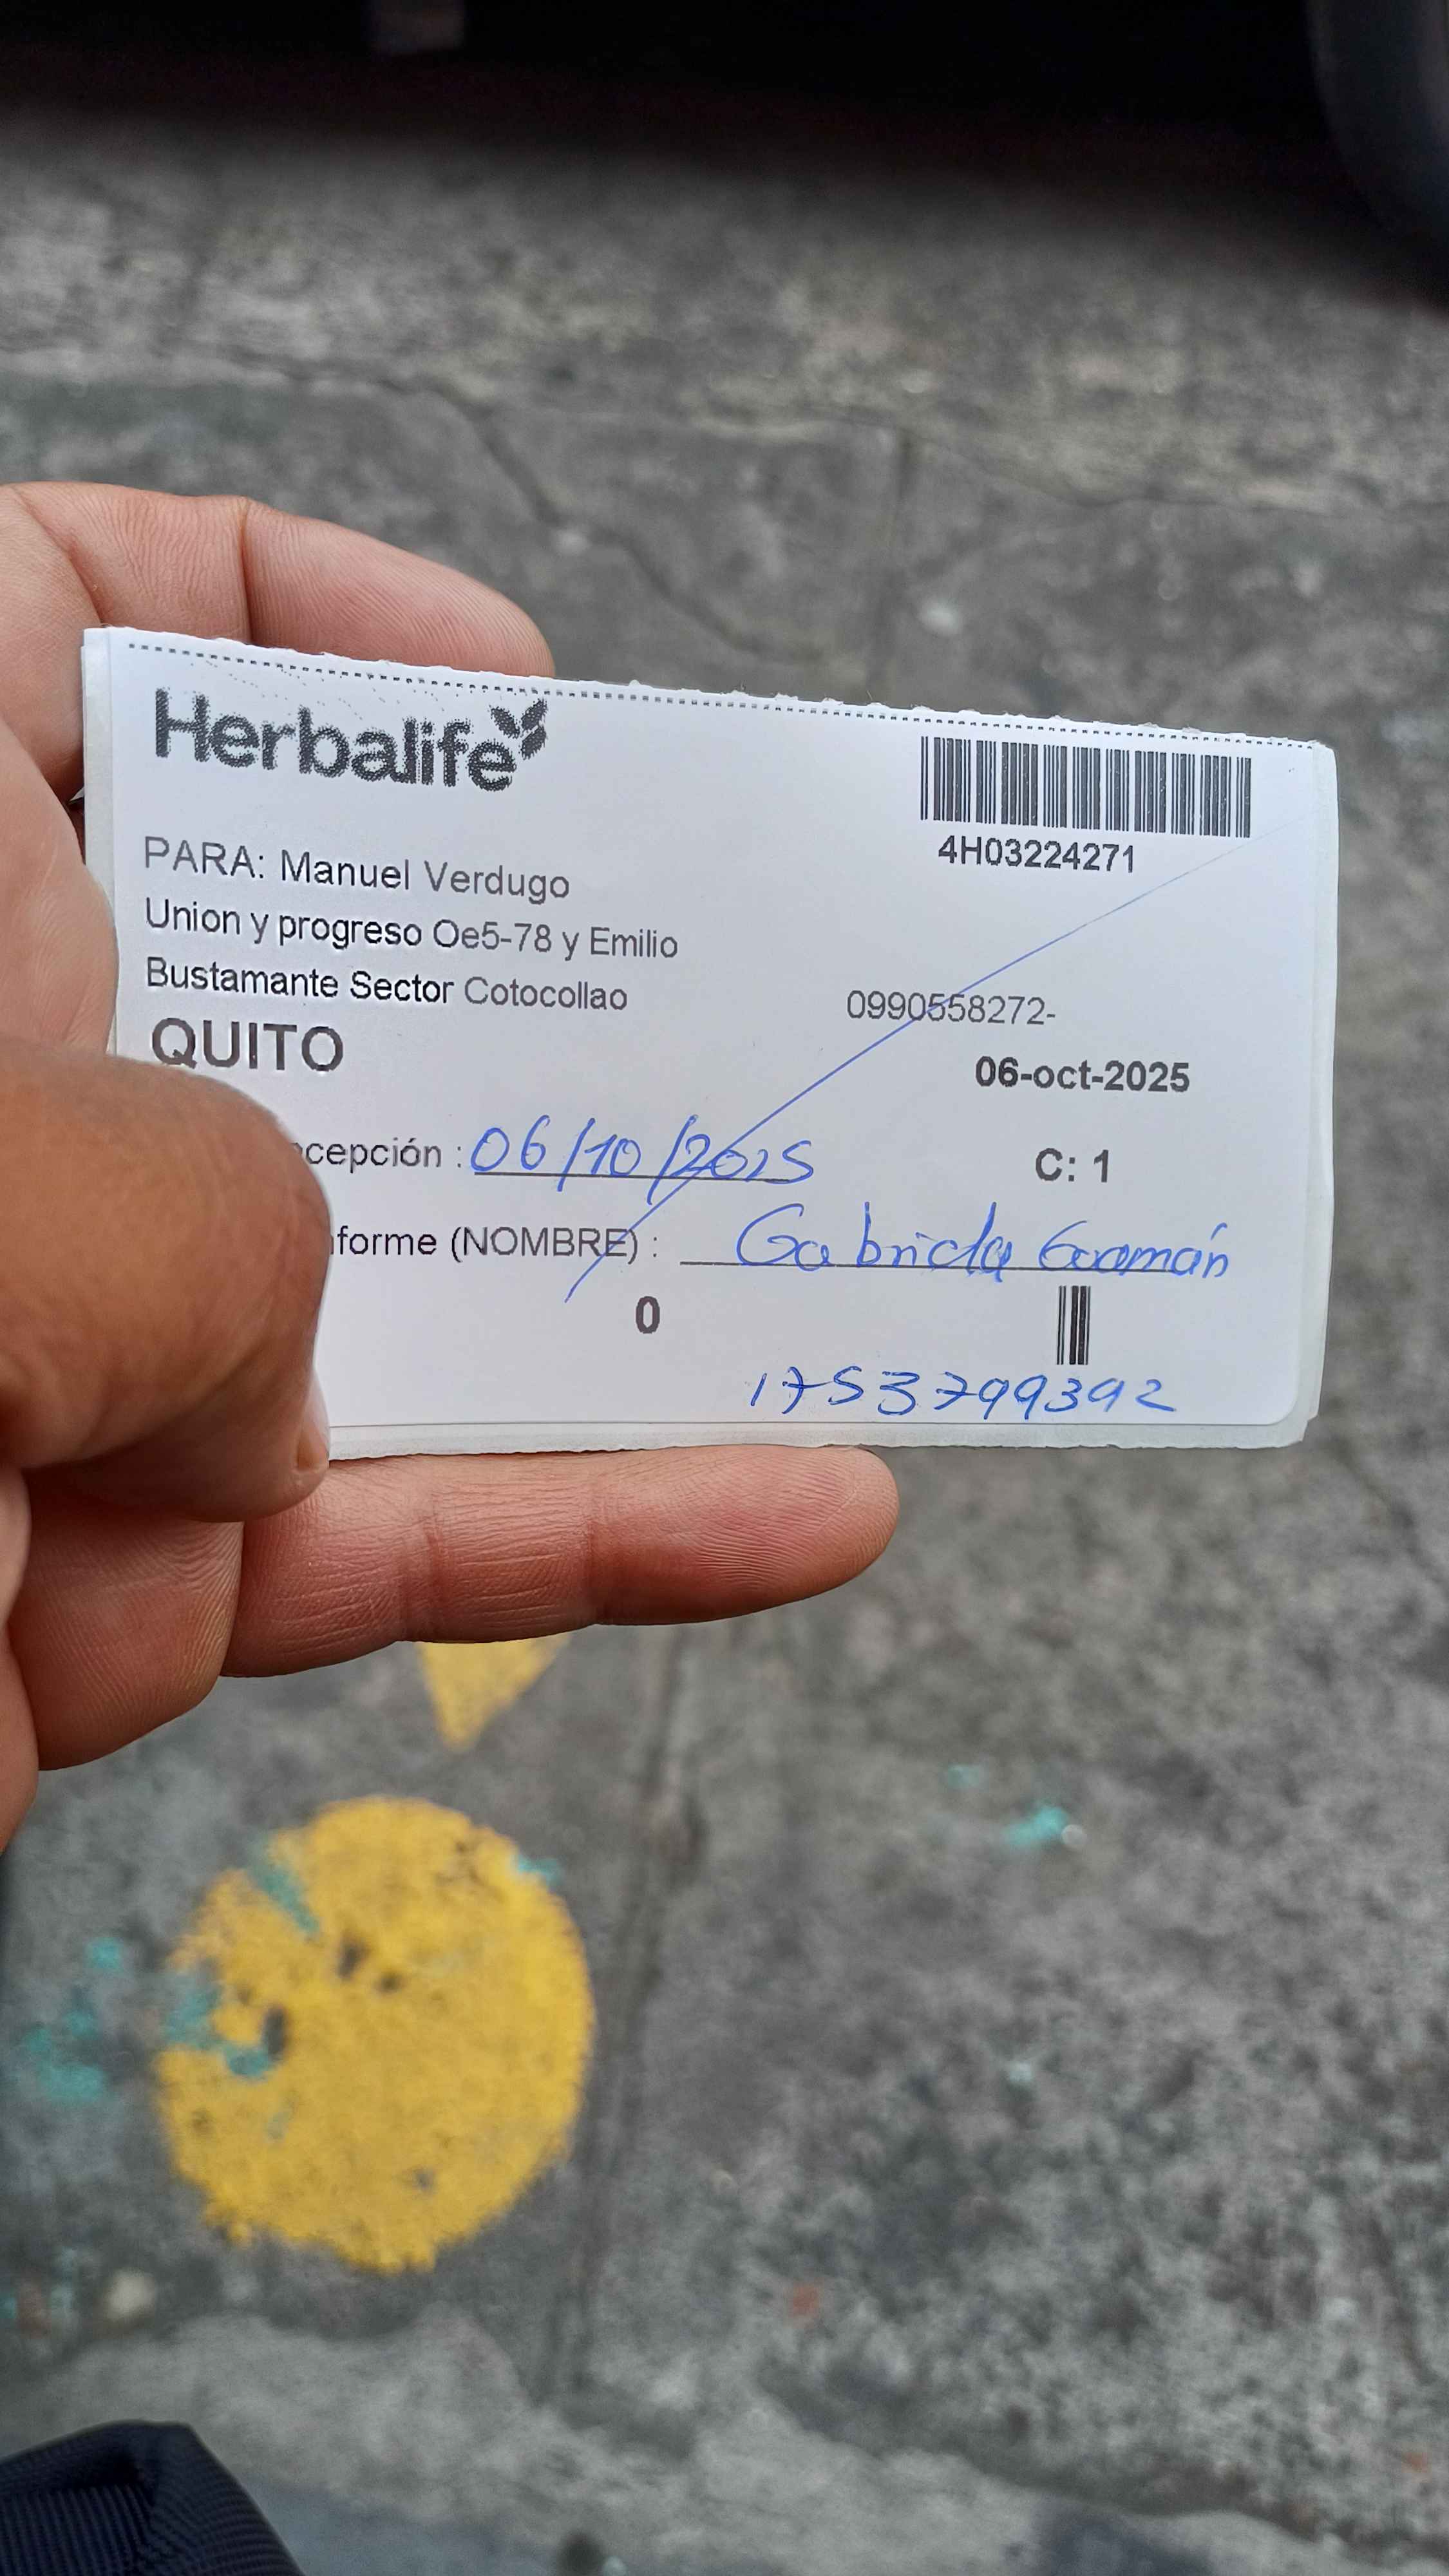 Herbalife
4H03224271
PARA: Manuel Verdugo
Union y progreso Oe5-78 y Emilio
Bustamante Sector Cotocollao
0990558272-
QUITO
06-oct-2025
cepción : 06/10/2025
C: 1
forme (NOMBRE) : Gabriela Guamán
0
1753799392